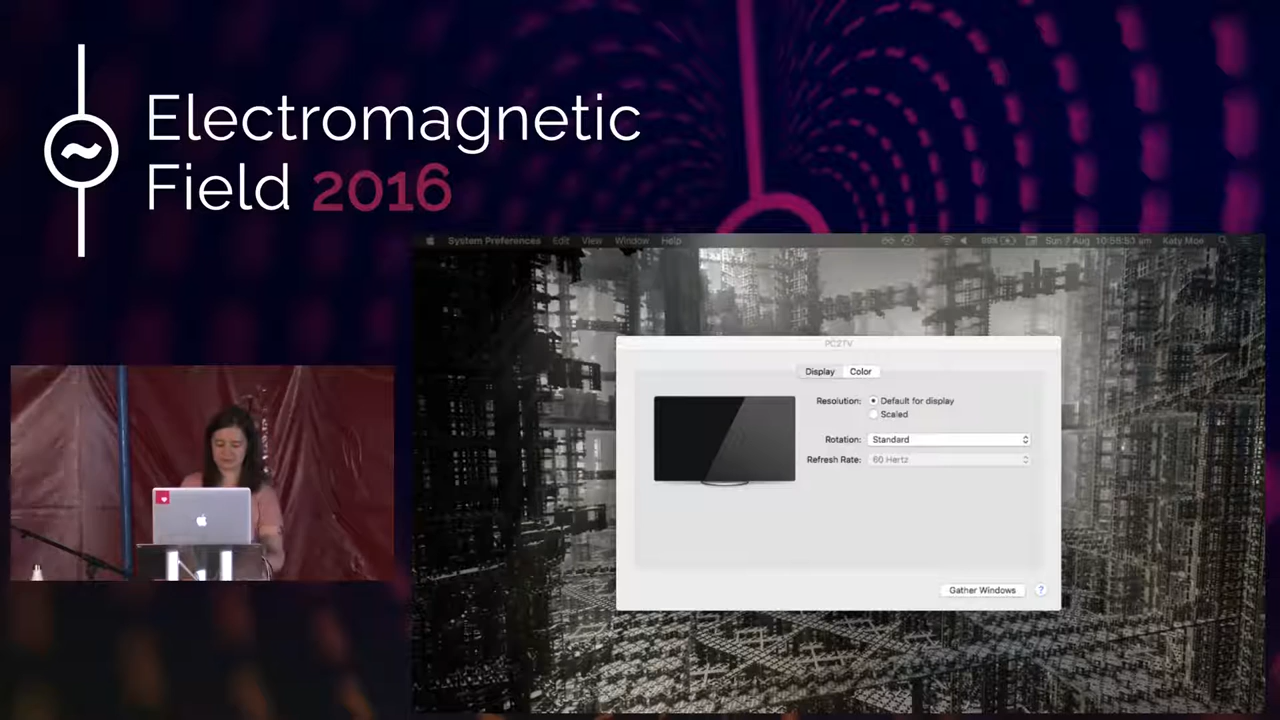 Electromagnetic
Field 2016
System Preferences Edit View Window Help
Sun 7 Aug 10:56:53 am Katy Moe
PC2TV
Display Color
Resolution: Default for display
Scaled
Rotation: Standard
Refresh Rate: 60 Hertz
Gather Windows ?